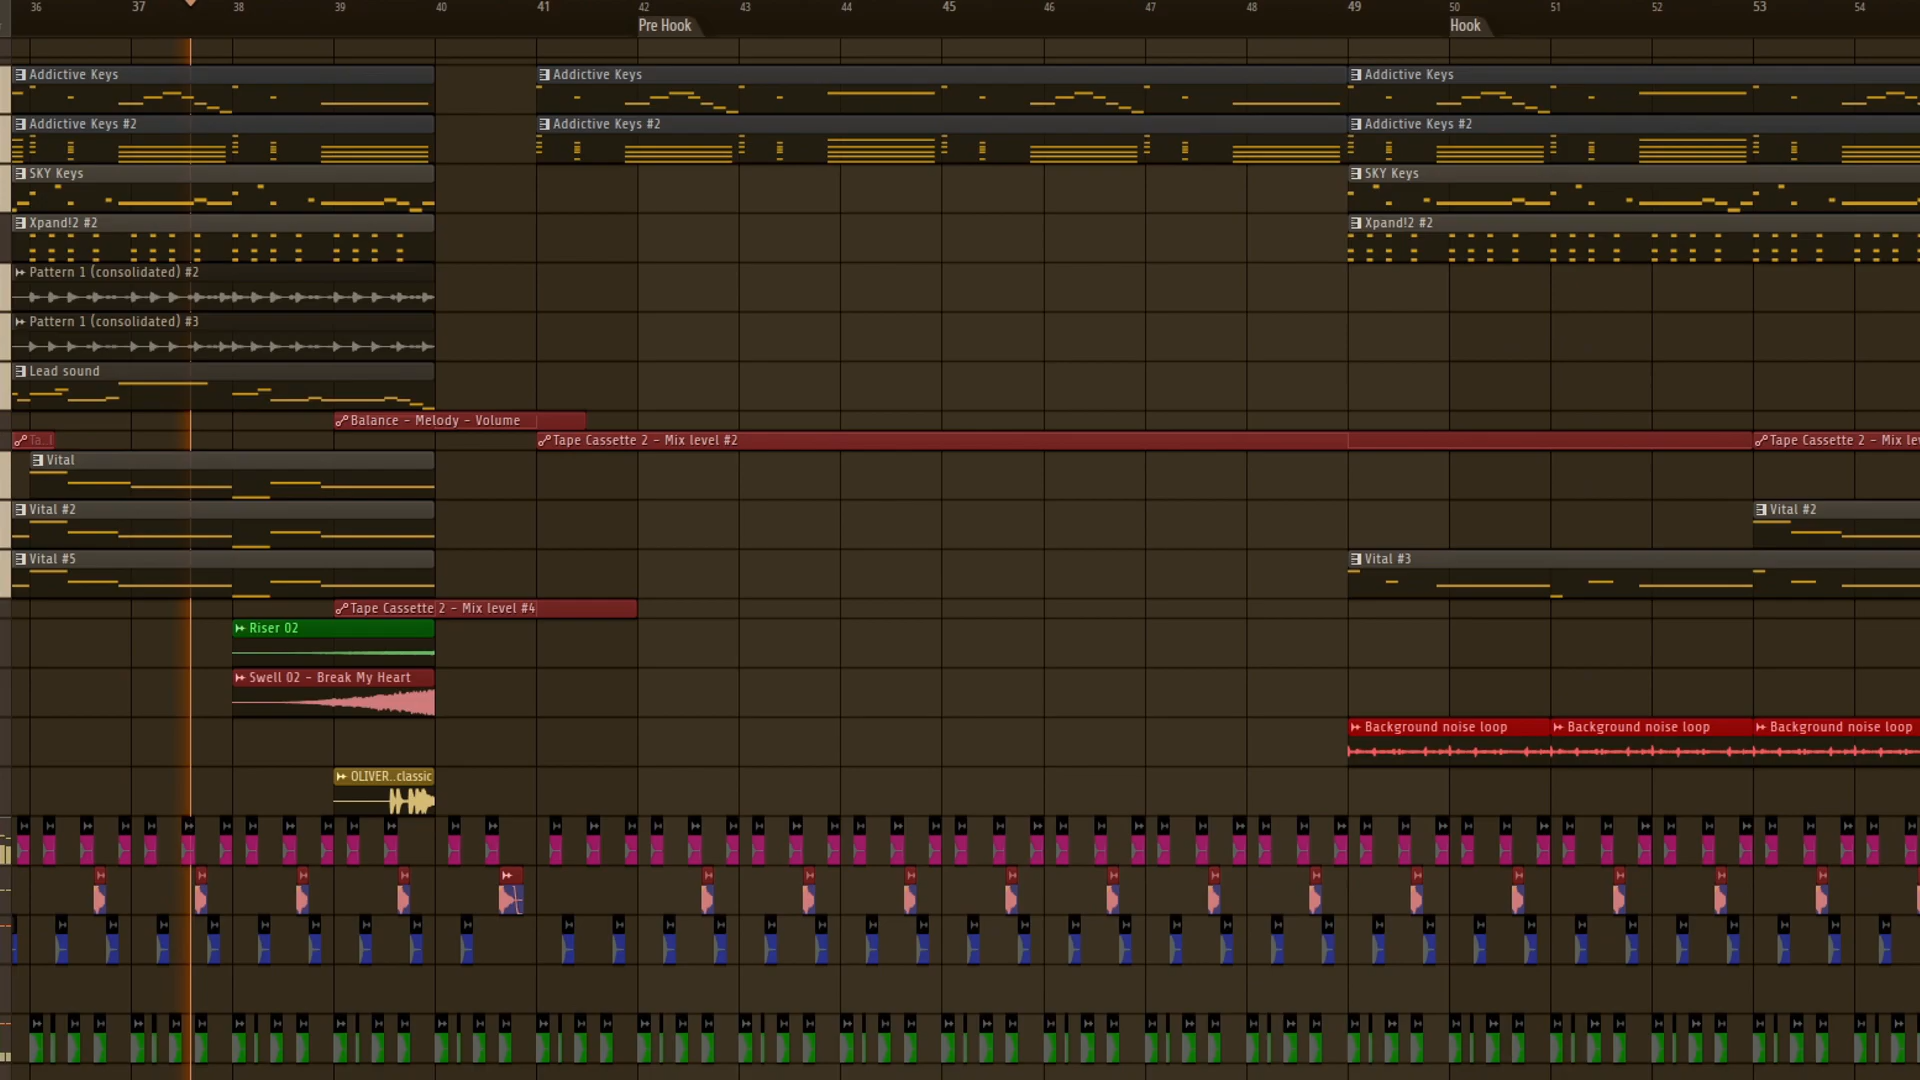 36 37 38 39 40 41 42 43 44 45 46 47 48 49 50 51 52 53 54
Pre Hook Hook
Addictive Keys Addictive Keys Addictive Keys
Addictive Keys #2 Addictive Keys #2 Addictive Keys #2
SKY Keys SKY Keys
Xpand!2 #2 Xpand!2 #2
Pattern 1 (consolidated) #2
Pattern 1 (consolidated) #3
Lead sound
Balance - Melody - Volume
Ta..l Tape Cassette 2 - Mix level #2 Tape Cassette 2 - Mix le
Vital
Vital #2 Vital #2
Vital #5 Vital #3
Tape Cassette 2 - Mix level #4
Riser 02
Swell 02 - Break My Heart
Background noise loop Background noise loop Background noise loop
OLIVER..classic